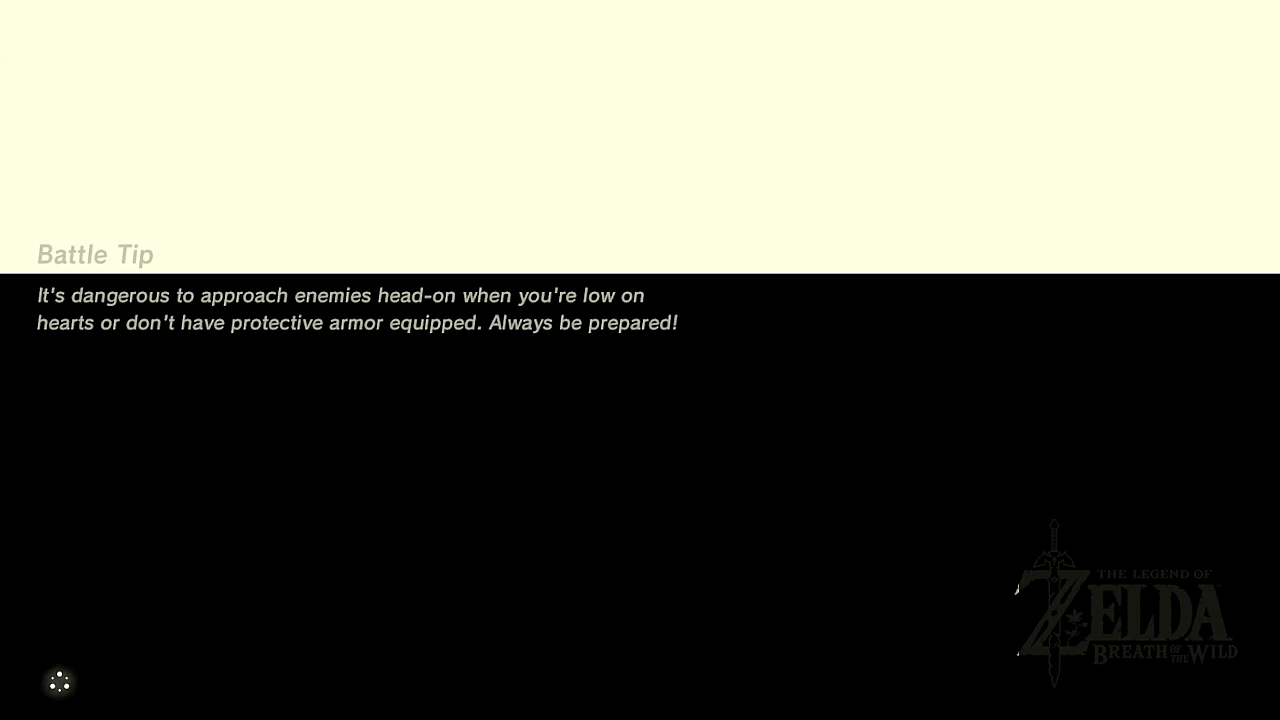 Battle Tip
It's dangerous to approach enemies head-on when you're low on
hearts or don't have protective armor equipped. Always be prepared!
THE LEGEND OF
ZELDA
BREATH OF THE WILD